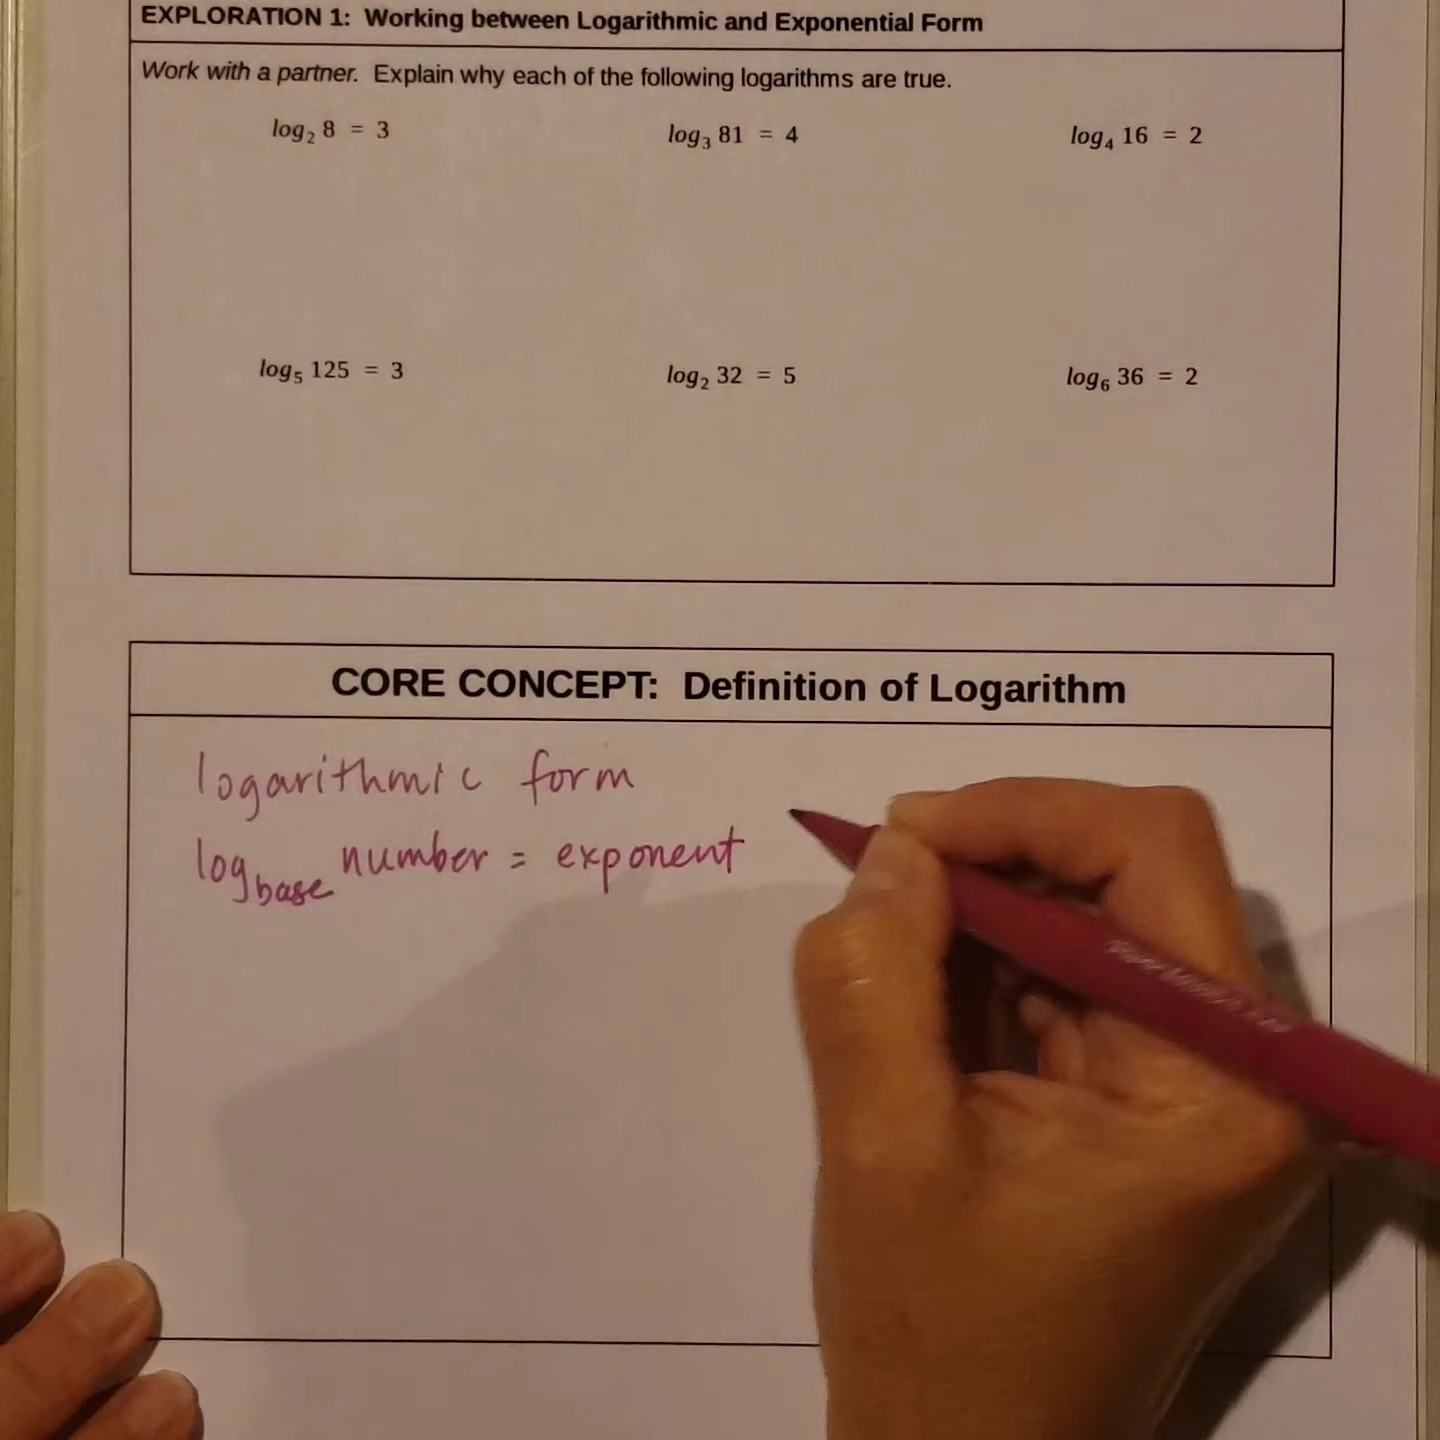 EXPLORATION 1: Working between Logarithmic and Exponential Form
Work with a partner. Explain why each of the following logarithms are true.
log₂ 8 = 3 log₃ 81 = 4 log₄ 16 = 2
log₅ 125 = 3 log₂ 32 = 5 log₆ 36 = 2
CORE CONCEPT: Definition of Logarithm
logarithmic form
log base number = exponent